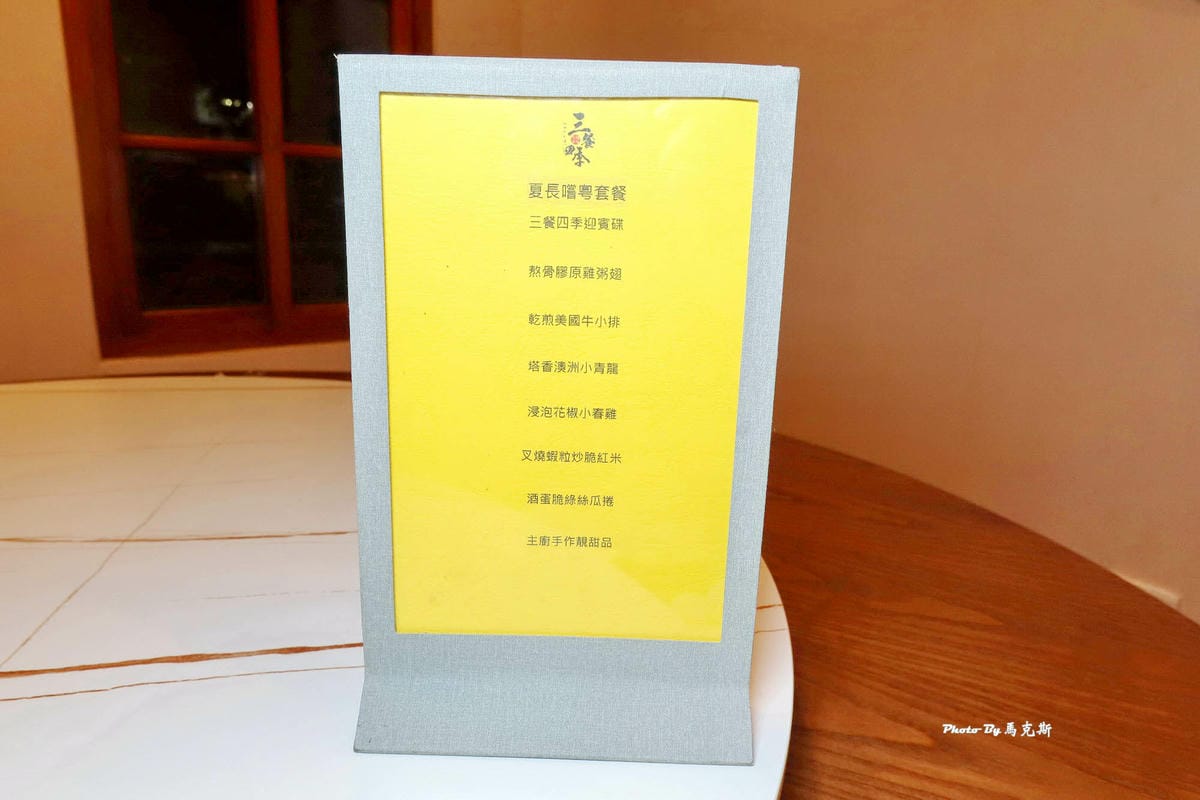 三餐
四季
夏長嚐粵套餐
三餐四季迎賓碟
熬骨膠原雞粥翅
乾煎美國牛小排
塔香澳洲小青龍
浸泡花椒小春雞
叉燒蝦粒炒脆紅米
酒蛋脆綠絲瓜捲
主廚手作靚甜品
Photo By 馬克斯